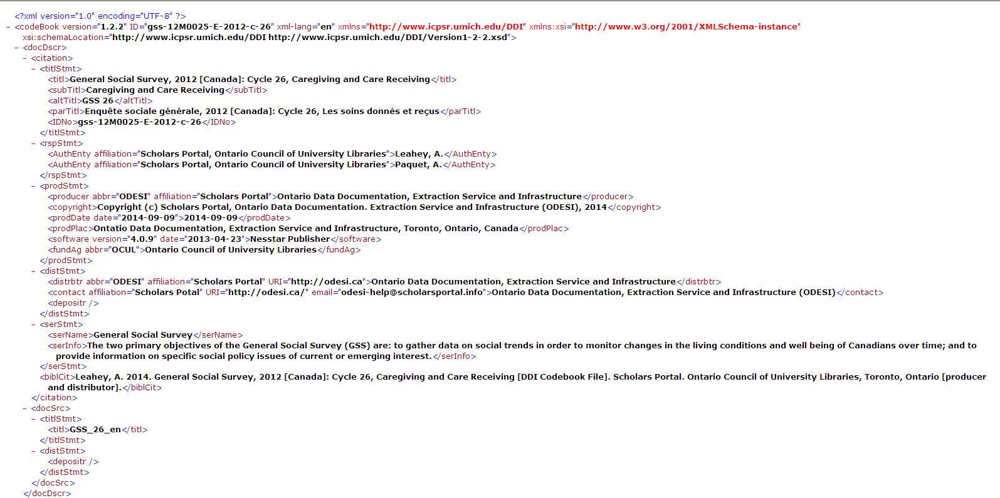 <?xml version="1.0" encoding="UTF-8" ?>
- <codeBook version="1.2.2" ID="gss-12M0025-E-2012-c-26" xml-lang="en" xmlns="http://www.icpsr.umich.edu/DDI" xmlns:xsi="http://www.w3.org/2001/XMLSchema-instance"
xsi:schemaLocation="http://www.icpsr.umich.edu/DDI http://www.icpsr.umich.edu/DDI/Version1-2-2.xsd">
- <docDscr>
- <citation>
- <titlStmt>
<titl>General Social Survey, 2012 [Canada]: Cycle 26, Caregiving and Care Receiving</titl>
<subTitl>Caregiving and Care Receiving</subTitl>
<altTitl>GSS 26</altTitl>
<parTitl>Enquête sociale générale, 2012 [Canada]: Cycle 26, Les soins donnés et reçus</parTitl>
<IDNo>gss-12M0025-E-2012-c-26</IDNo>
</titlStmt>
- <rspStmt>
<AuthEnty affiliation="Scholars Portal, Ontario Council of University Libraries">Leahey, A.</AuthEnty>
<AuthEnty affiliation="Scholars Portal, Ontario Council of University Libraries">Paquet, A.</AuthEnty>
</rspStmt>
- <prodStmt>
<producer abbr="ODESI" affiliation="Scholars Portal">Ontario Data Documentation, Extraction Service and Infrastructure</producer>
<copyright>Copyright (c) Scholars Portal, Ontario Data Documentation. Extraction Service and Infrastructure (ODESI), 2014</copyright>
<prodDate date="2014-09-09">2014-09-09</prodDate>
<prodPlac>Ontatio Data Documentation, Extraction Service and Infrastructure, Toronto, Ontario, Canada</prodPlac>
<software version="4.0.9" date="2013-04-23">Nesstar Publisher</software>
<fundAg abbr="OCUL">Ontario Council of University Libraries</fundAg>
</prodStmt>
- <distStmt>
<distrbtr abbr="ODESI" affiliation="Scholars Portal" URI="http://odesi.ca">Ontario Data Documentation, Extraction Service and Infrastructure</distrbtr>
<contact affiliation="Scholars Potal" URI="http://odesi.ca/" email="odesi-help@scholarsportal.info">Ontario Data Documentation, Extraction Service and Infrastructure (ODESI)</contact>
<depositr />
</distStmt>
- <serStmt>
<serName>General Social Survey</serName>
<serInfo>The two primary objectives of the General Social Survey (GSS) are: to gather data on social trends in order to monitor changes in the living conditions and well being of Canadians over time; and to
provide information on specific social policy issues of current or emerging interest.</serInfo>
</serStmt>
<biblCit>Leahey, A. 2014. General Social Survey, 2012 [Canada]: Cycle 26, Caregiving and Care Receiving [DDI Codebook File]. Scholars Portal. Ontario Council of University Libraries, Toronto, Ontario [producer
and distributor].</biblCit>
</citation>
- <docSrc>
- <titlStmt>
<titl>GSS_26_en</titl>
</titlStmt>
- <distStmt>
<depositr />
</distStmt>
</docSrc>
</docDscr>